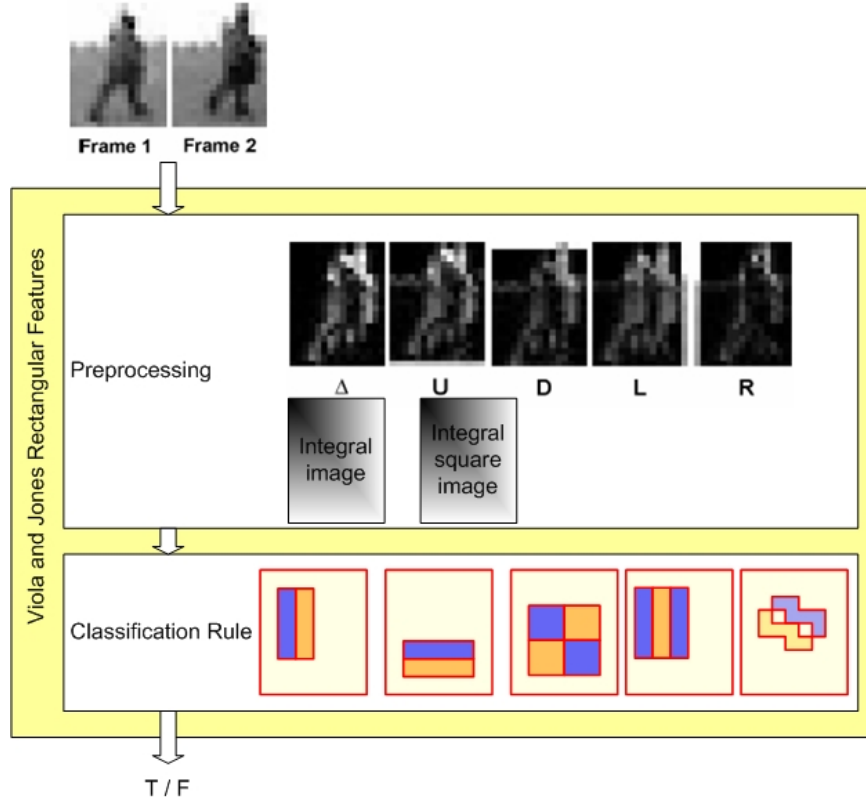 Frame 1 Frame 2
Viola and Jones Rectangular Features
Preprocessing
Δ U D L R
Integral
image
Integral
square
image
Classification Rule
T / F